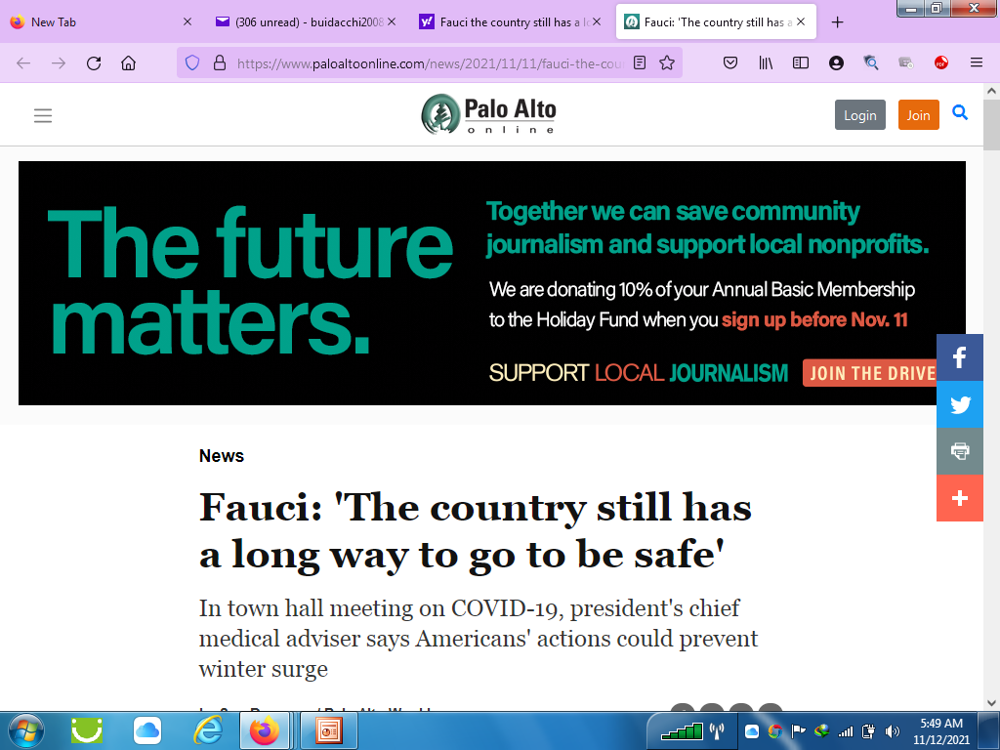 New Tab
(306 unread) - buidacchi2008
Fauci the country still has a lo
Fauci: 'The country still has a
https://www.paloaltoonline.com/news/2021/11/11/fauci-the-cou
Palo Alto
online
Login
Join
The future
matters.
Together we can save community
journalism and support local nonprofits.
We are donating 10% of your Annual Basic Membership
to the Holiday Fund when you sign up before Nov. 11
SUPPORT LOCAL JOURNALISM
JOIN THE DRIVE
News
Fauci: 'The country still has
a long way to go to be safe'
In town hall meeting on COVID-19, president's chief
medical adviser says Americans' actions could prevent
winter surge
5:49 AM
11/12/2021